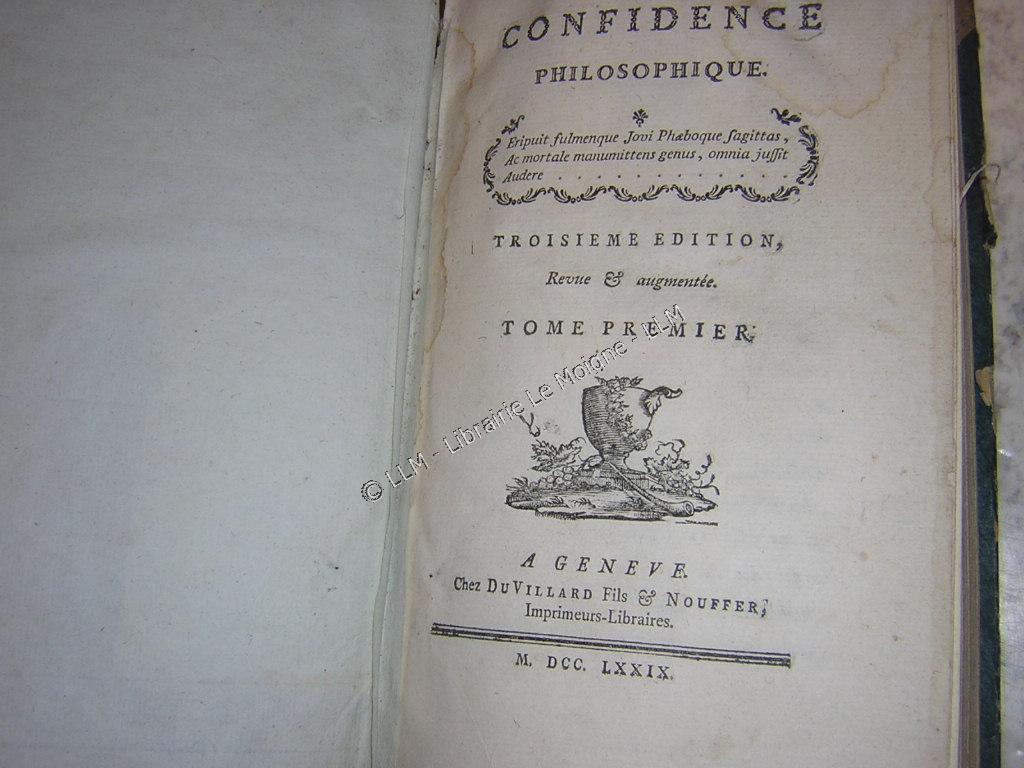 CONFIDENCE
PHILOSOPHIQUE.
Eripuit fulmenque Jovi Phæboque sagittas,
Ac mortale manumittens genus, omnia jussit
Audere . . . . . . . . . . . . .
TROISIEME EDITION,
Revue & augmentée.
TOME PREMIER.
© LLM - Librairie Le Moigne - LLM
A GENEVE.
Chez DUVILLARD Fils & NOUFFER,
Imprimeurs-Libraires.
M. DCC. LXXIX.